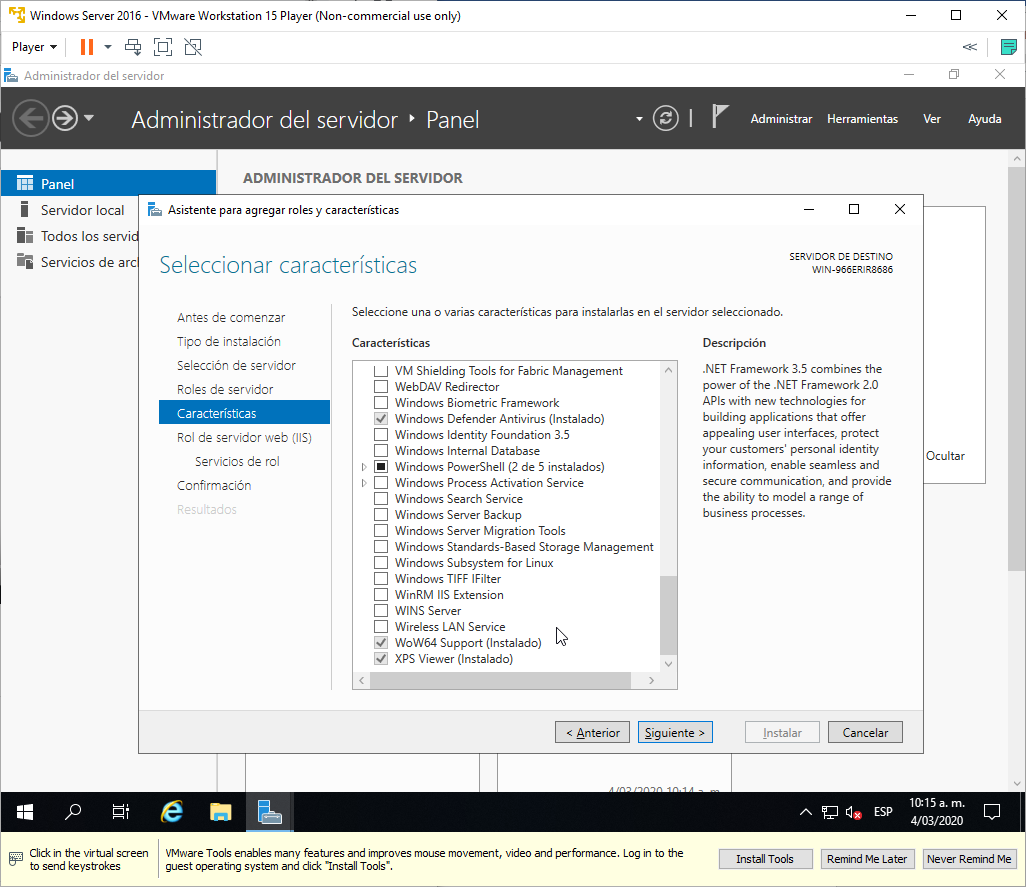 Windows Server 2016 - VMware Workstation 15 Player (Non-commercial use only)
Player
Administrador del servidor
Administrador del servidor
Panel
Administrar
Herramientas
Ver
Ayuda
Panel
Servidor local
Todos los servid
Servicios de arc
ADMINISTRADOR DEL SERVIDOR
Asistente para agregar roles y características
Seleccionar características
SERVIDOR DE DESTINO
WIN-966ERIR8686
Antes de comenzar
Tipo de instalación
Selección de servidor
Roles de servidor
Características
Rol de servidor web (IIS)
Servicios de rol
Confirmación
Resultados
Seleccione una o varias características para instalarlas en el servidor seleccionado.
Características
VM Shielding Tools for Fabric Management
WebDAV Redirector
Windows Biometric Framework
Windows Defender Antivirus (Instalado)
Windows Identity Foundation 3.5
Windows Internal Database
Windows PowerShell (2 de 5 instalados)
Windows Process Activation Service
Windows Search Service
Windows Server Backup
Windows Server Migration Tools
Windows Standards-Based Storage Management
Windows Subsystem for Linux
Windows TIFF IFilter
WinRM IIS Extension
WINS Server
Wireless LAN Service
WoW64 Support (Instalado)
XPS Viewer (Instalado)
Descripción
.NET Framework 3.5 combines the
power of the .NET Framework 2.0
APIs with new technologies for
building applications that offer
appealing user interfaces, protect
your customers' personal identity
information, enable seamless and
secure communication, and provide
the ability to model a range of
business processes.
Ocultar
< Anterior
Siguiente >
Instalar
Cancelar
4/03/2020 10:14 a. m.
ESP
10:15 a. m.
4/03/2020
Click in the virtual screen
to send keystrokes
VMware Tools enables many features and improves mouse movement, video and performance. Log in to the
guest operating system and click "Install Tools".
Install Tools
Remind Me Later
Never Remind Me